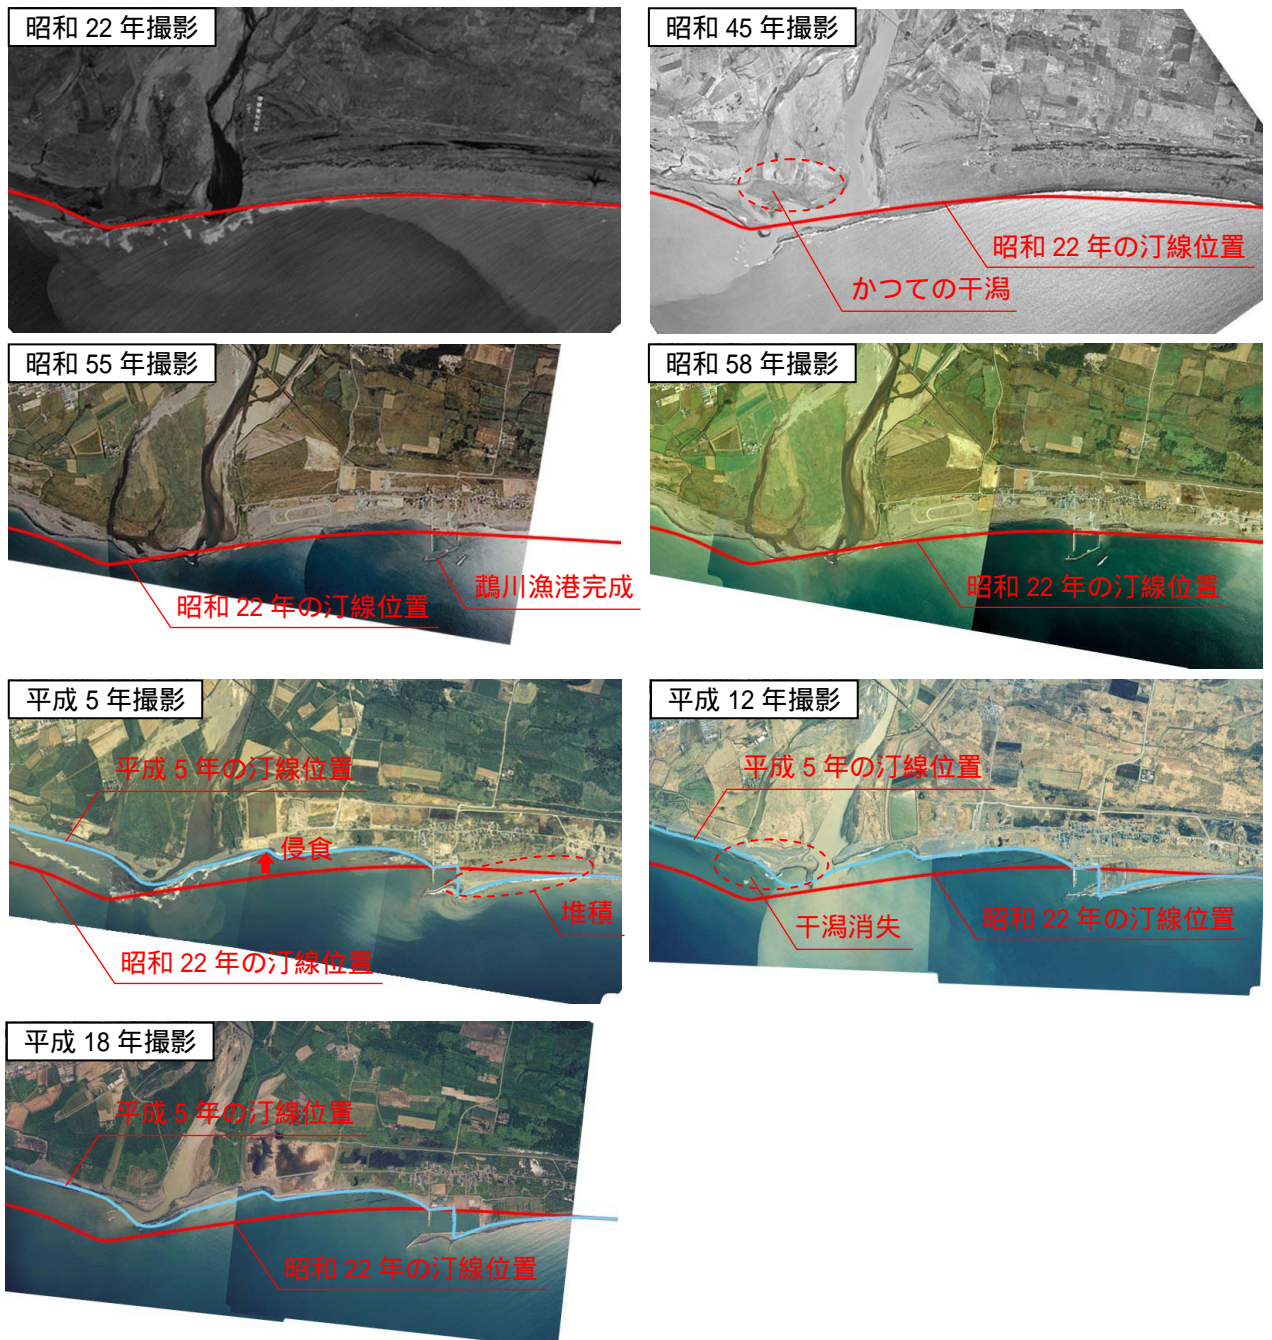 昭和 22 年撮影
昭和 45 年撮影
昭和 22 年の汀線位置
かつての干潟
昭和 55 年撮影
鵡川漁港完成
昭和 22 年の汀線位置
昭和 58 年撮影
昭和 22 年の汀線位置
平成 5 年撮影
平成 5 年の汀線位置
侵食
堆積
昭和 22 年の汀線位置
平成 12 年撮影
平成 5 年の汀線位置
干潟消失
昭和 22 年の汀線位置
平成 18 年撮影
平成 5 年の汀線位置
昭和 22 年の汀線位置